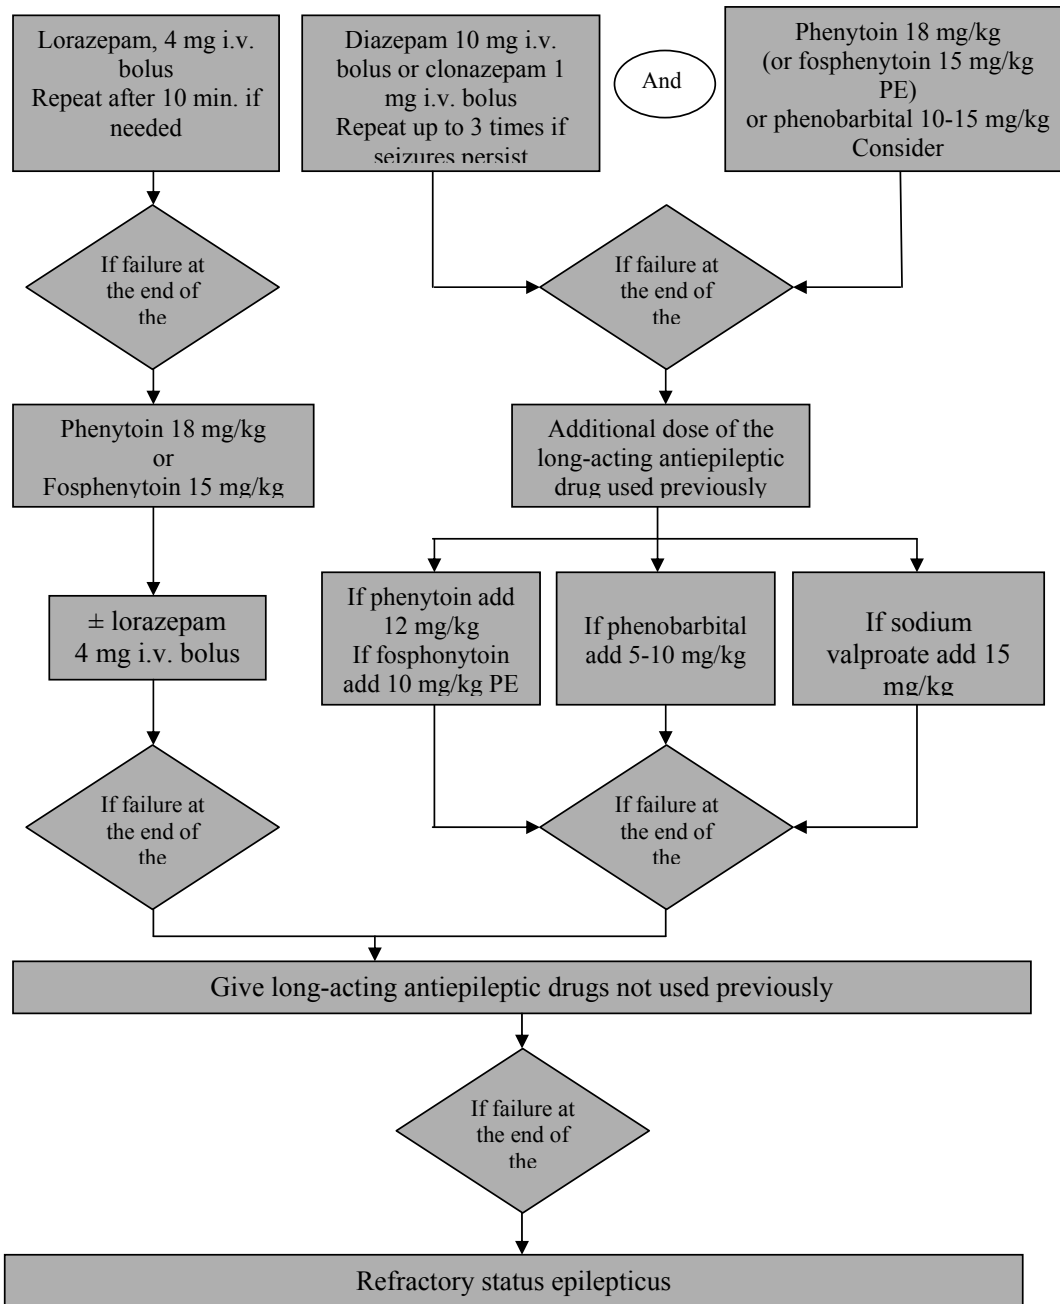 Lorazepam, 4 mg i.v.
bolus
Repeat after 10 min. if
needed
Diazepam 10 mg i.v.
bolus or clonazepam 1
mg i.v. bolus
Repeat up to 3 times if
seizures persist
And
Phenytoin 18 mg/kg
(or fosphenytoin 15 mg/kg
PE)
or phenobarbital 10-15 mg/kg
Consider
If failure at
the end of
the
If failure at
the end of
the
Phenytoin 18 mg/kg
or
Fosphenytoin 15 mg/kg
Additional dose of the
long-acting antiepileptic
drug used previously
± lorazepam
4 mg i.v. bolus
If phenytoin add
12 mg/kg
If fosphonytoin
add 10 mg/kg PE
If phenobarbital
add 5-10 mg/kg
If sodium
valproate add 15
mg/kg
If failure at
the end of
the
If failure at
the end of
the
Give long-acting antiepileptic drugs not used previously
If failure at
the end of
the
Refractory status epilepticus